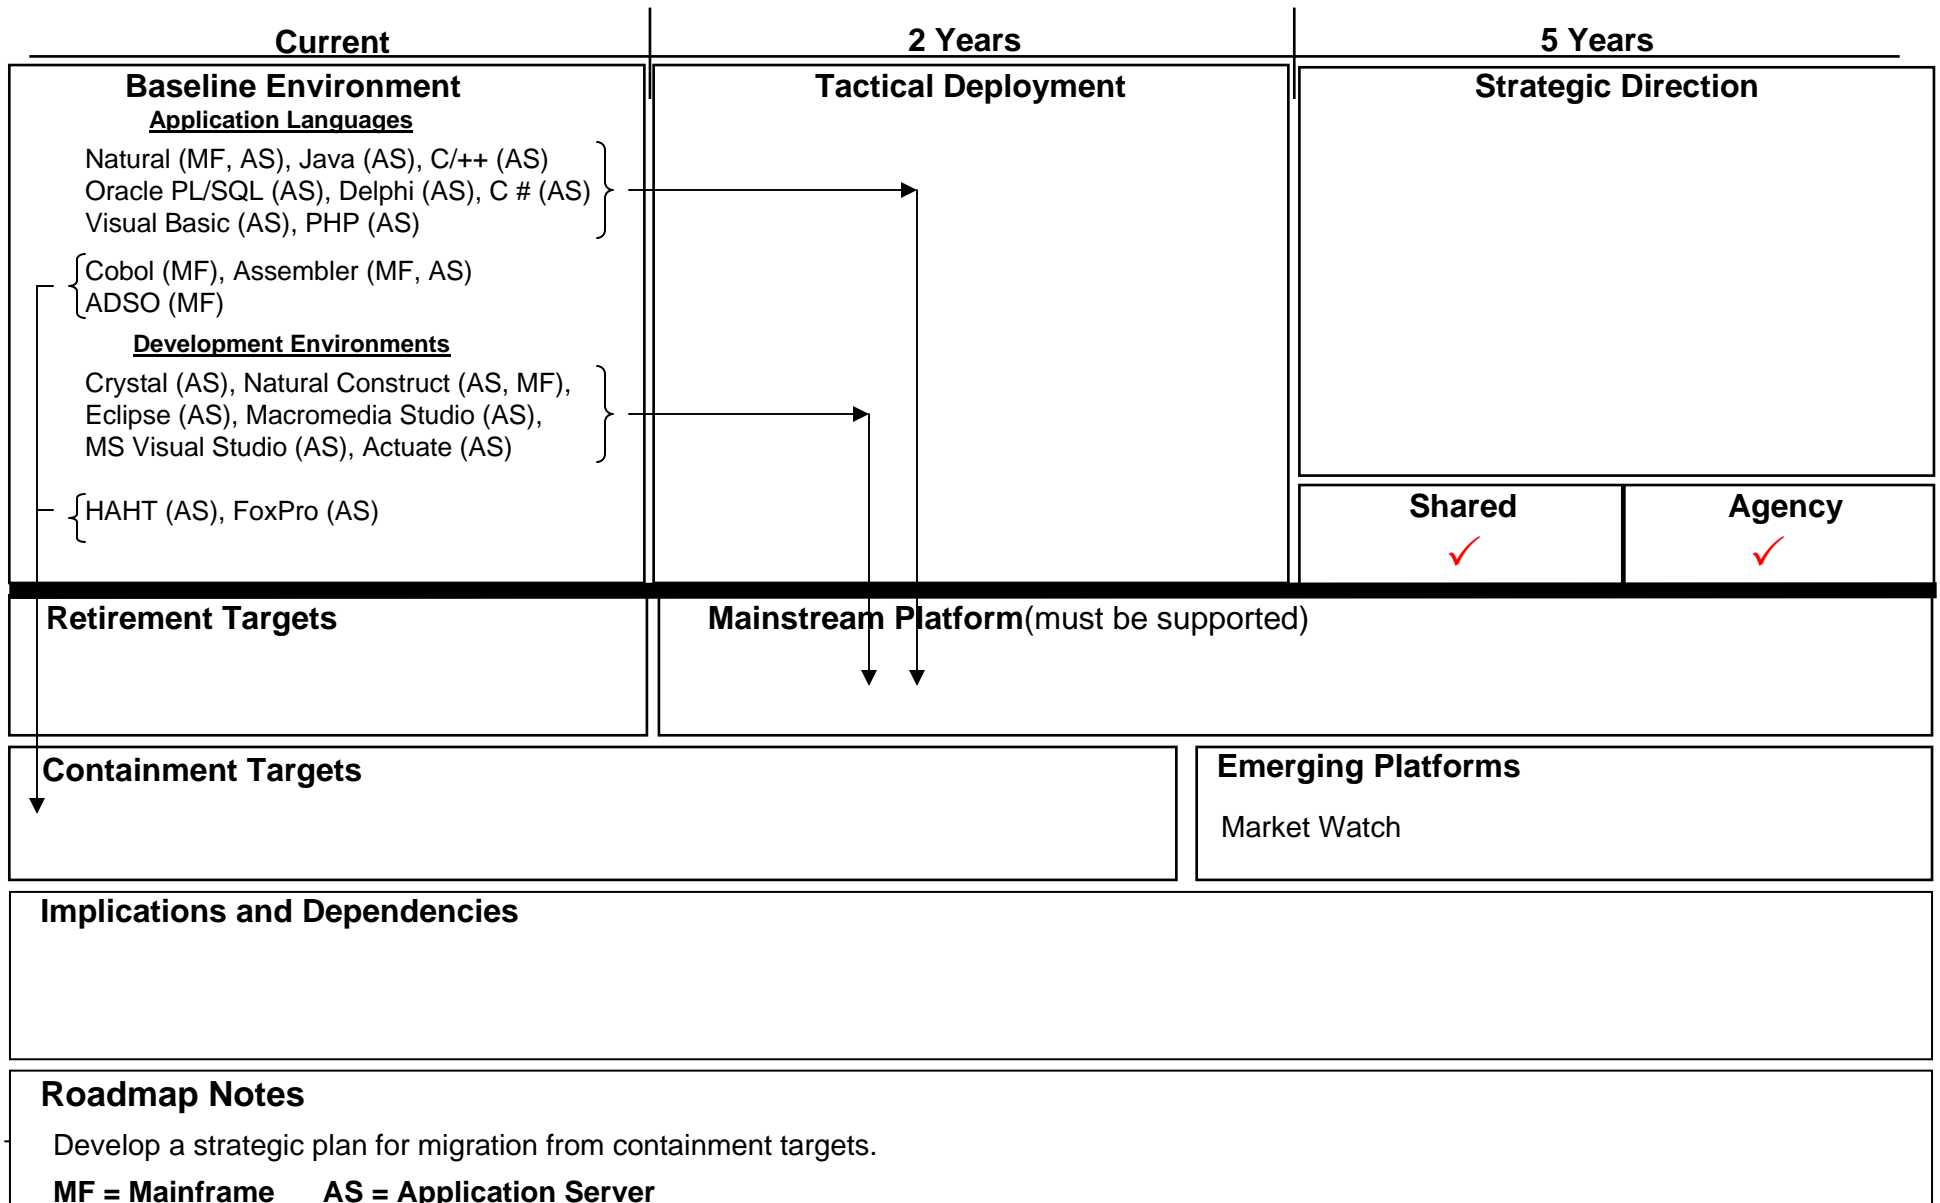 Current
2 Years
5 Years
Baseline Environment
Application Languages
Natural (MF, AS), Java (AS), C/++ (AS)
Oracle PL/SQL (AS), Delphi (AS), C # (AS)
Visual Basic (AS), PHP (AS)
Cobol (MF), Assembler (MF, AS)
ADSO (MF)
Development Environments
Crystal (AS), Natural Construct (AS, MF),
Eclipse (AS), Macromedia Studio (AS),
MS Visual Studio (AS), Actuate (AS)
HAHT (AS), FoxPro (AS)
Tactical Deployment
Strategic Direction
Shared
Agency
Retirement Targets
Mainstream Platform(must be supported)
Containment Targets
Emerging Platforms
Market Watch
Implications and Dependencies
Roadmap Notes
Develop a strategic plan for migration from containment targets.
MF = Mainframe AS = Application Server